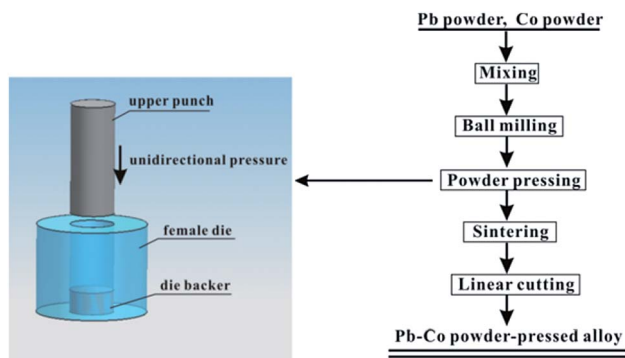 upper punch
unidirectional pressure
female die
die backer
Pb powder, Co powder
Mixing
Ball milling
Powder pressing
Sintering
Linear cutting
Pb-Co powder-pressed alloy